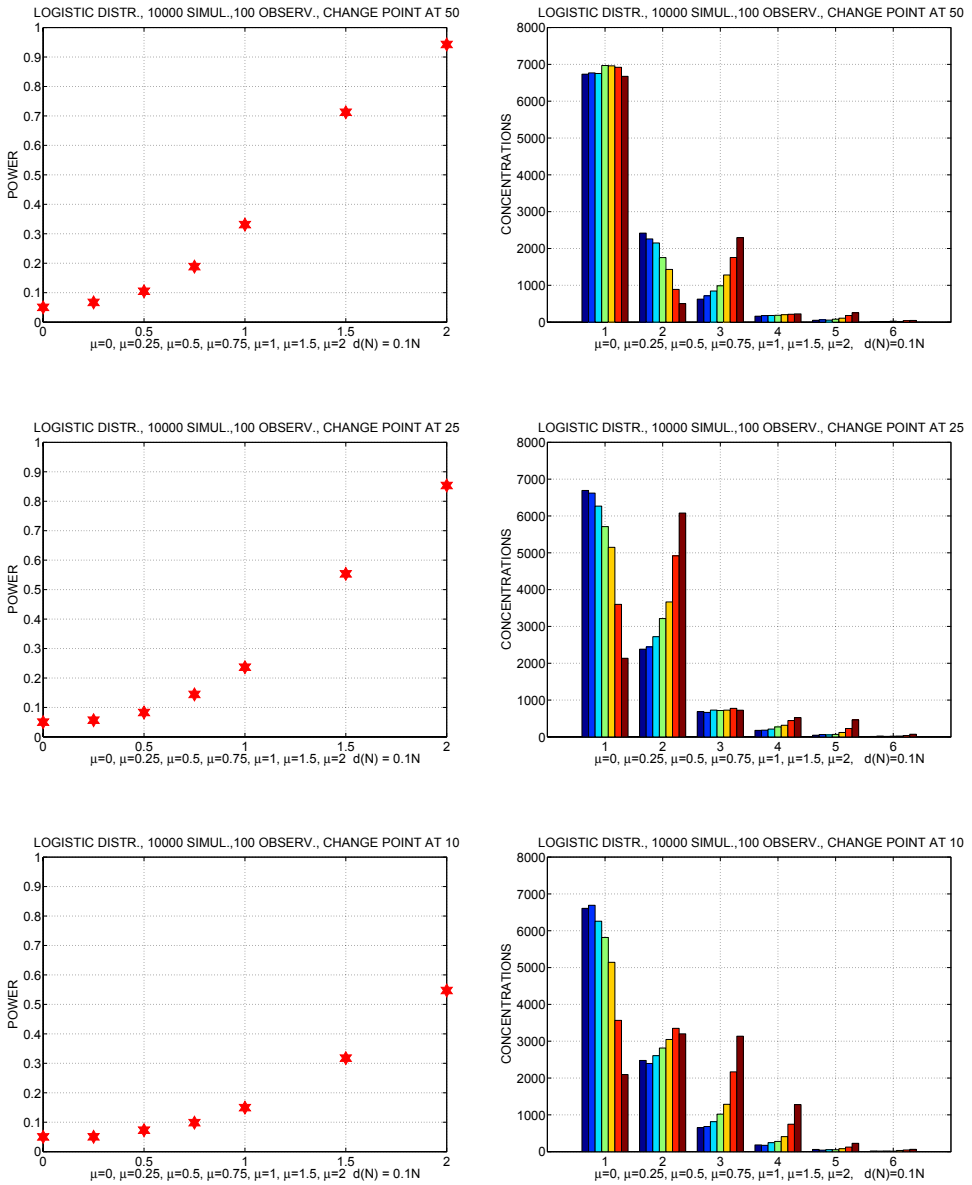 LOGISTIC DISTR., 10000 SIMUL.,100 OBSERV., CHANGE POINT AT 50
1
0.9
0.8
0.7
0.6
0.5
0.4
0.3
0.2
0.1
0
POWER
0 0.5 1 1.5 2
μ=0, μ=0.25, μ=0.5, μ=0.75, μ=1, μ=1.5, μ=2 d(N) = 0.1N
LOGISTIC DISTR., 10000 SIMUL.,100 OBSERV., CHANGE POINT AT 50
8000
7000
6000
5000
4000
3000
2000
1000
0
CONCENTRATIONS
1 2 3 4 5 6
μ=0, μ=0.25, μ=0.5, μ=0.75, μ=1, μ=1.5, μ=2, d(N)=0.1N
LOGISTIC DISTR., 10000 SIMUL.,100 OBSERV., CHANGE POINT AT 25
1
0.9
0.8
0.7
0.6
0.5
0.4
0.3
0.2
0.1
0
POWER
0 0.5 1 1.5 2
μ=0, μ=0.25, μ=0.5, μ=0.75, μ=1, μ=1.5, μ=2 d(N) = 0.1N
LOGISTIC DISTR., 10000 SIMUL.,100 OBSERV., CHANGE POINT AT 25
8000
7000
6000
5000
4000
3000
2000
1000
0
CONCENTRATIONS
1 2 3 4 5 6
μ=0, μ=0.25, μ=0.5, μ=0.75, μ=1, μ=1.5, μ=2, d(N)=0.1N
LOGISTIC DISTR., 10000 SIMUL.,100 OBSERV., CHANGE POINT AT 10
1
0.9
0.8
0.7
0.6
0.5
0.4
0.3
0.2
0.1
0
POWER
0 0.5 1 1.5 2
μ=0, μ=0.25, μ=0.5, μ=0.75, μ=1, μ=1.5, μ=2 d(N) = 0.1N
LOGISTIC DISTR., 10000 SIMUL.,100 OBSERV., CHANGE POINT AT 10
8000
7000
6000
5000
4000
3000
2000
1000
0
CONCENTRATIONS
1 2 3 4 5 6
μ=0, μ=0.25, μ=0.5, μ=0.75, μ=1, μ=1.5, μ=2, d(N)=0.1N